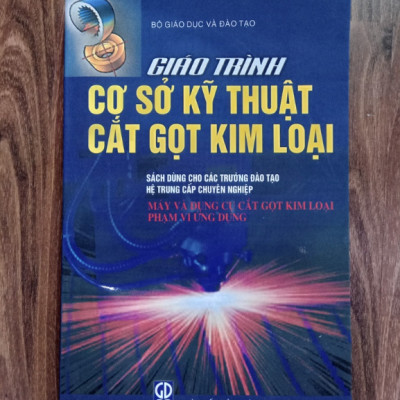 BỘ GIÁO DỤC VÀ ĐÀO TẠO
GIÁO TRÌNH
CƠ SỞ KỸ THUẬT
CẮT GỌT KIM LOẠI
SÁCH DÙNG CHO CÁC TRƯỜNG ĐÀO TẠO
HỆ TRUNG CẤP CHUYÊN NGHIỆP
MÁY VÀ DỤNG CỤ CẮT GỌT KIM LOẠI
PHẠM VI ỨNG DỤNG
GD